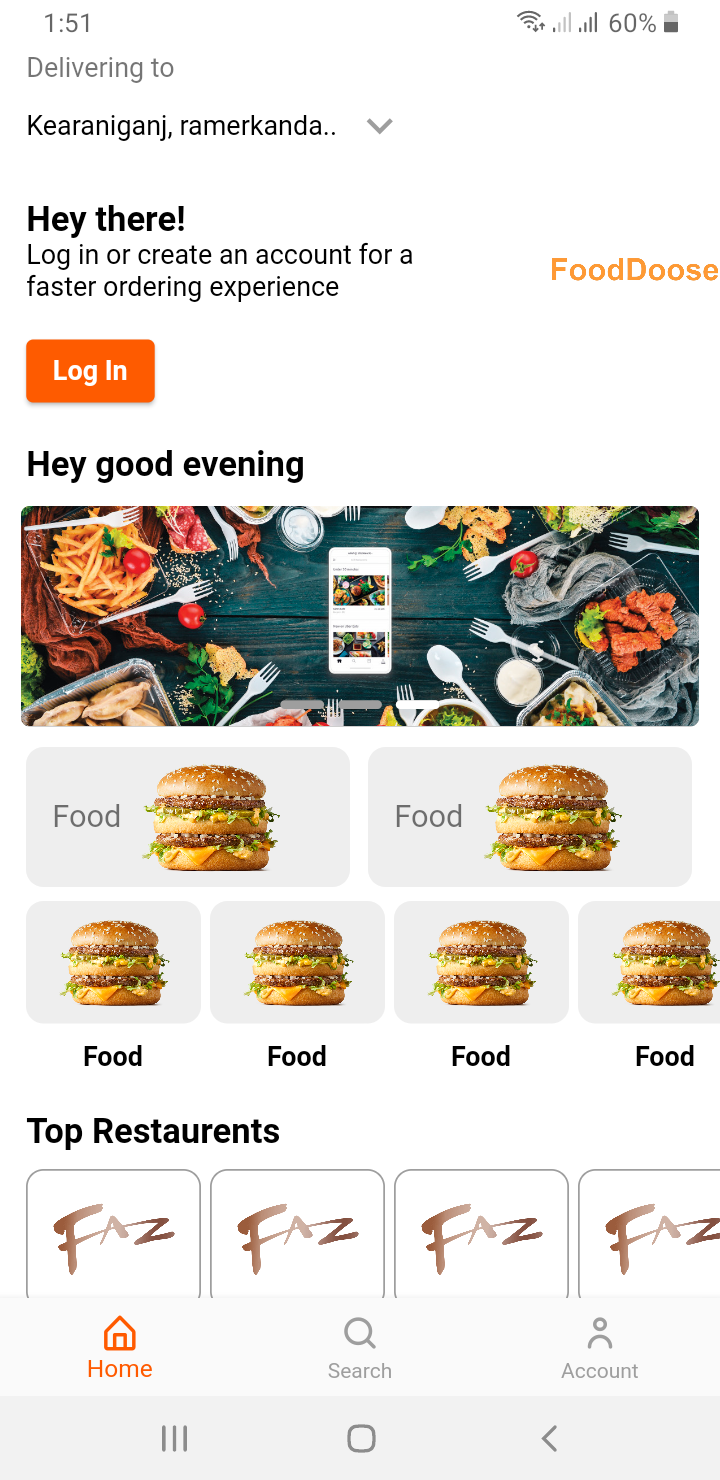 1:51
60%
Delivering to
Kearaniganj, ramerkanda..
Hey there!
Log in or create an account for a
faster ordering experience
FoodDoose
Log In
Hey good evening
Food
Food
Food
Food
Food
Food
Top Restaurents
FAZ
FAZ
FAZ
FAZ
Home
Search
Account